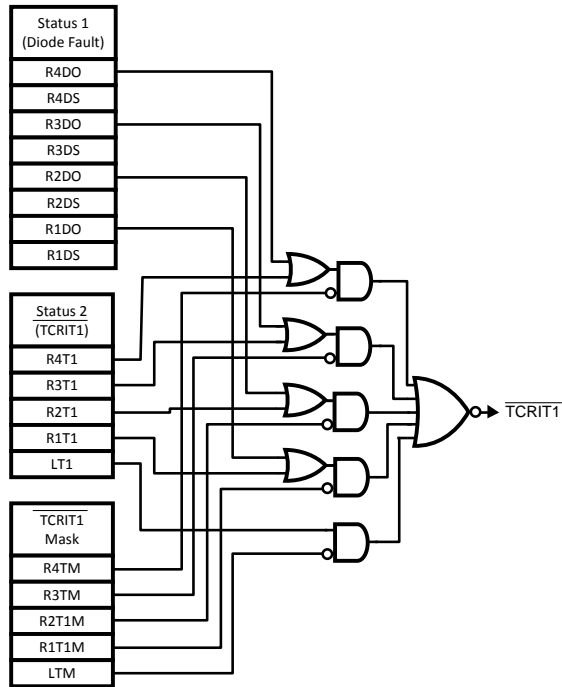 Status 1
(Diode Fault)
R4DO
R4DS
R3DO
R3DS
R2DO
R2DS
R1DO
R1DS
Status 2
(TCRIT1)
R4T1
R3T1
R2T1
R1T1
LT1
TCRIT1
Mask
R4TM
R3TM
R2T1M
R1T1M
LTM
TCRIT1